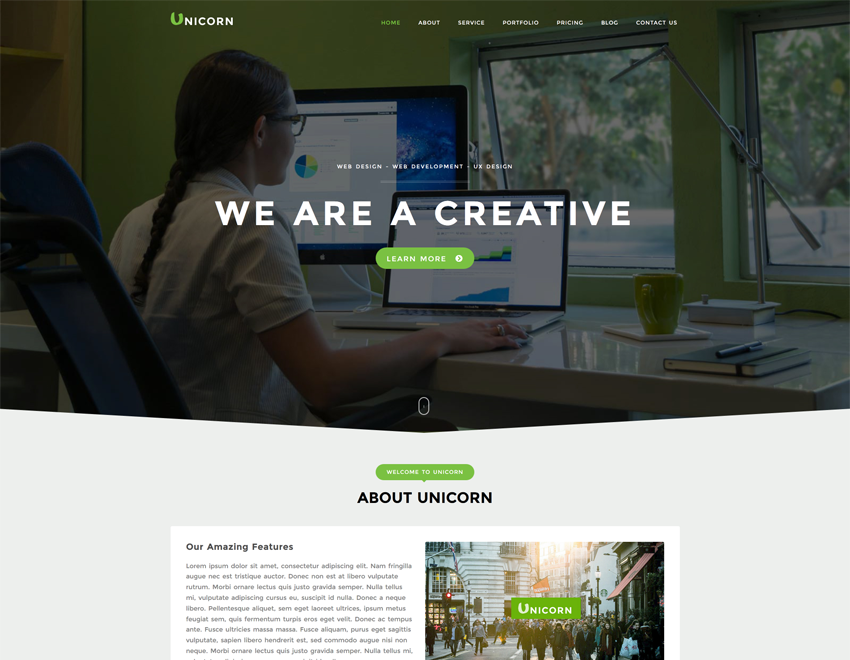 UNICORN
HOME ABOUT SERVICE PORTFOLIO PRICING BLOG CONTACT US
WEB DESIGN - WEB DEVELOPMENT - UX DESIGN
WE ARE A CREATIVE
LEARN MORE
WELCOME TO UNICORN
ABOUT UNICORN
Our Amazing Features
Lorem ipsum dolor sit amet, consectetur adipiscing elit. Nam fringilla
augue nec est tristique auctor. Donec non est at libero vulputate
rutrum. Morbi ornare lectus quis justo gravida semper. Nulla tellus
mi, vulputate adipiscing cursus eu, suscipit id nulla. Donec a neque
libero. Pellentesque aliquet, sem eget laoreet ultrices, ipsum metus
feugiat sem, quis fermentum turpis eros eget velit. Donec ac tempus
ante. Fusce ultricies massa massa. Fusce aliquam, purus eget sagittis
vulputate, sapien libero hendrerit est, sed commodo augue nisi non
neque. Morbi ornare lectus quis justo gravida semper. Nulla tellus mi,
UNICORN